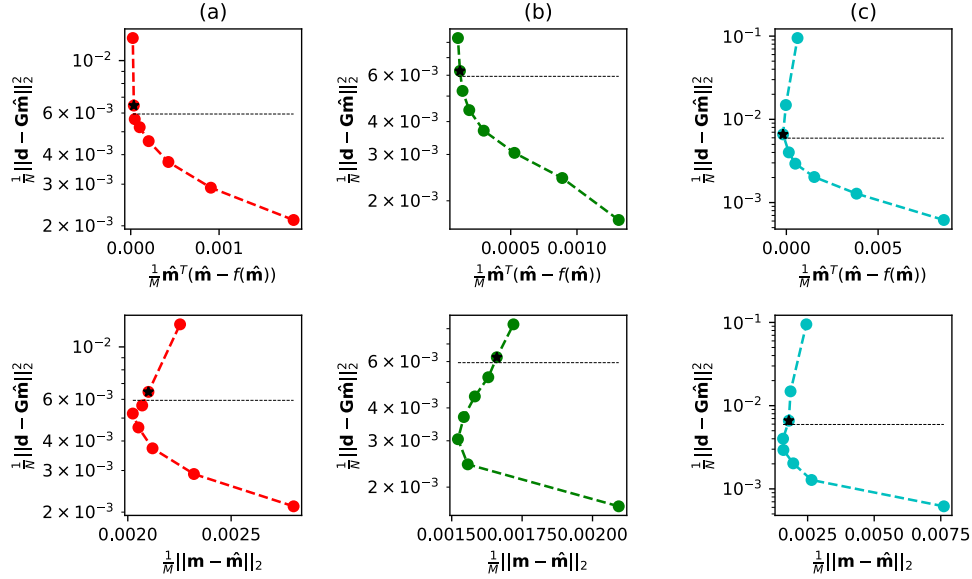 (a)
(b)
(c)
10⁻²
6 × 10⁻³
4 × 10⁻³
3 × 10⁻³
2 × 10⁻³
1/N ||d − Gm̂||₂²
0.000 0.001
1/M m̂ᵀ(m̂ − f(m̂))
6 × 10⁻³
4 × 10⁻³
3 × 10⁻³
2 × 10⁻³
1/N ||d − Gm̂||₂²
0.0005 0.0010
1/M m̂ᵀ(m̂ − f(m̂))
10⁻¹
10⁻²
10⁻³
1/N ||d − Gm̂||₂²
0.000 0.005
1/M m̂ᵀ(m̂ − f(m̂))
10⁻²
6 × 10⁻³
4 × 10⁻³
3 × 10⁻³
2 × 10⁻³
1/N ||d − Gm̂||₂²
0.0020 0.0025
1/M ||m − m̂||₂
6 × 10⁻³
4 × 10⁻³
3 × 10⁻³
2 × 10⁻³
1/N ||d − Gm̂||₂²
0.00150 0.00175 0.00200
1/M ||m − m̂||₂
10⁻¹
10⁻²
10⁻³
1/N ||d − Gm̂||₂²
0.0025 0.0050 0.0075
1/M ||m − m̂||₂